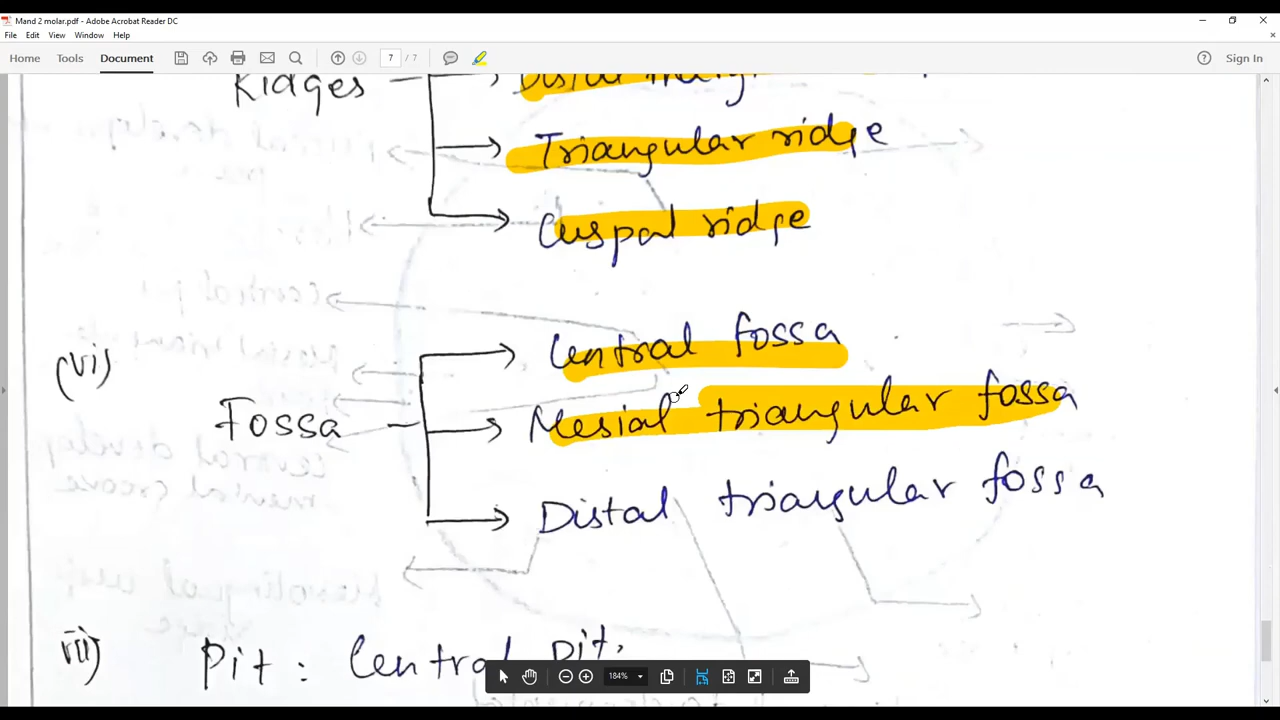 Mand 2 molar.pdf - Adobe Acrobat Reader DC
File Edit View Window Help
Home Tools Document 7 / 7 Sign In
Ridges Distal
Triangular ridge
Cuspal ridge
(vi) Fossa
Central fossa
Mesial triangular fossa
Distal triangular fossa
vii) Pit : Central pit.
184%